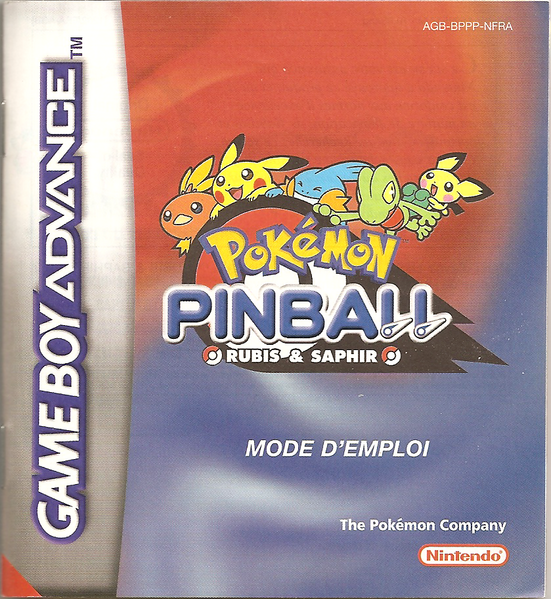 AGB-BPPP-NFRA
GAME BOY ADVANCE™
POKéMON
PINBALL
RUBIS & SAPHIR
MODE D'EMPLOI
The Pokémon Company
Nintendo®